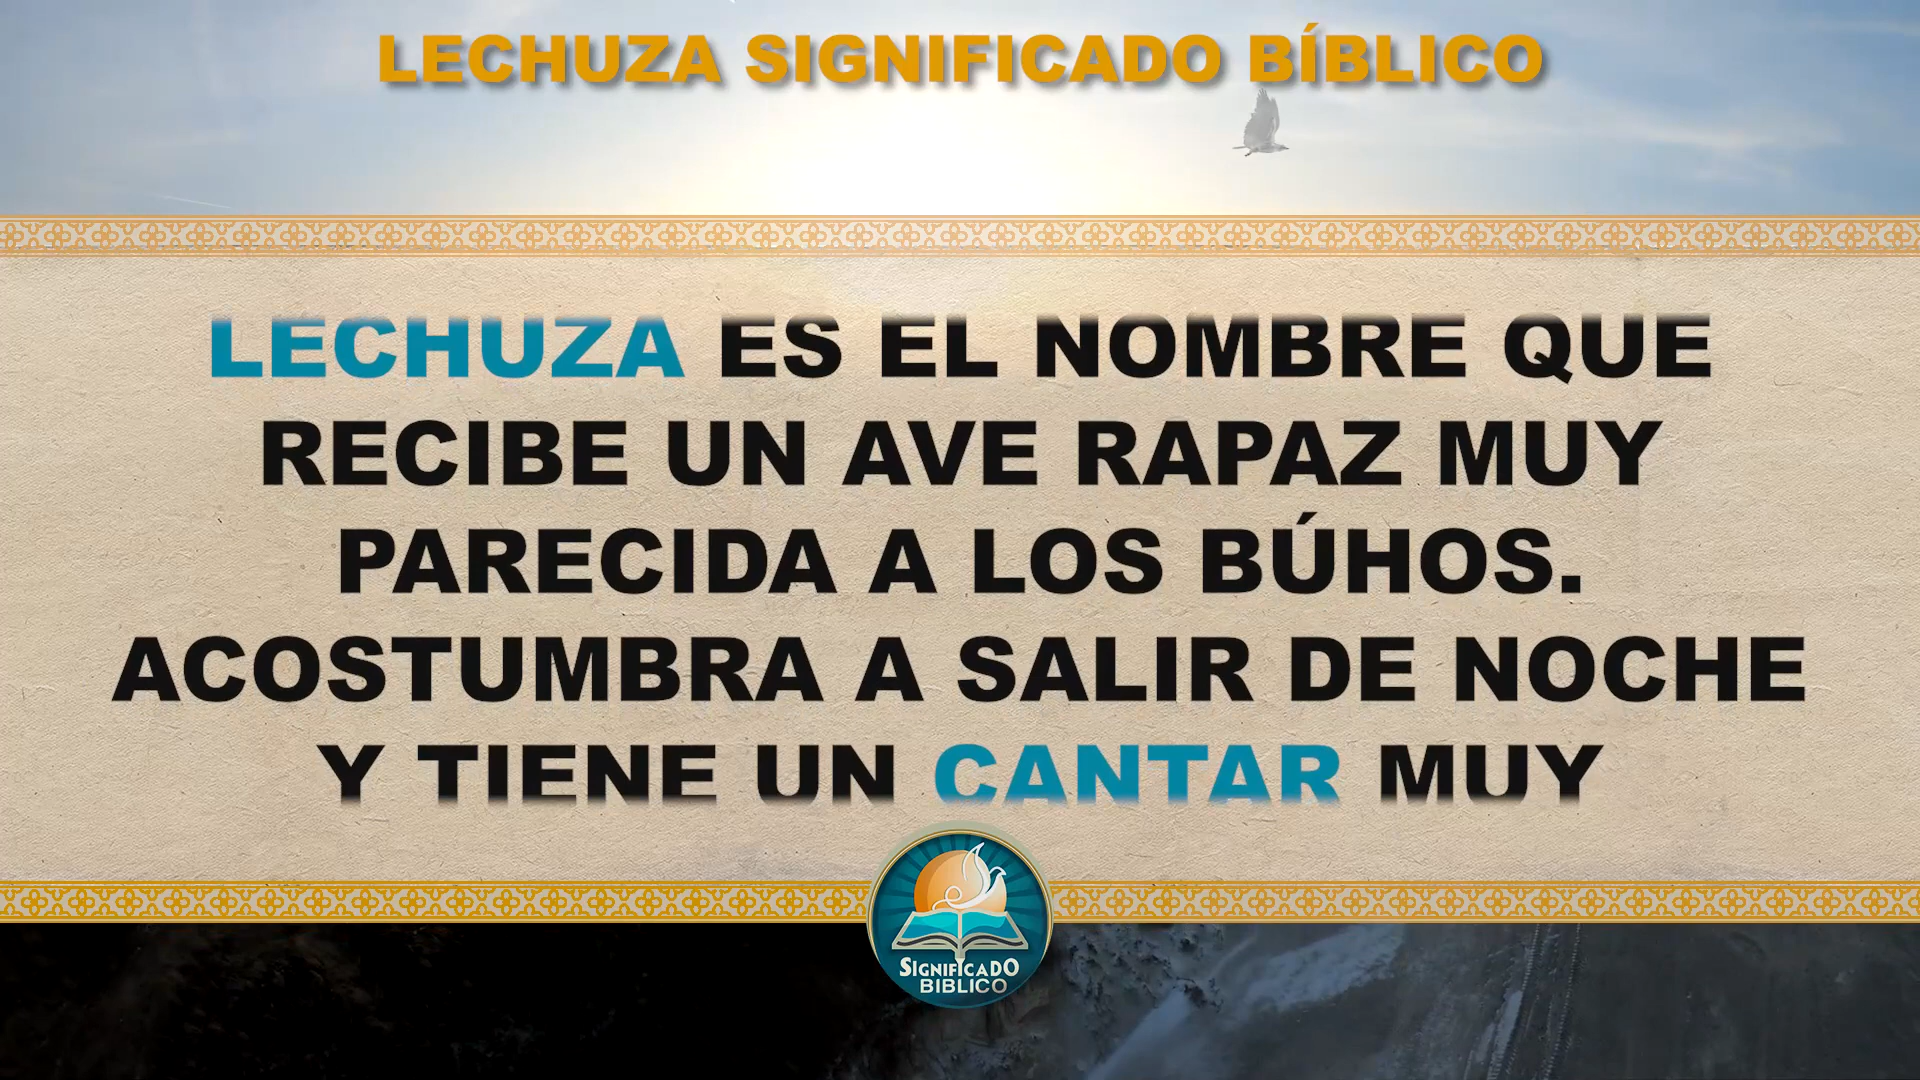 LECHUZA SIGNIFICADO BÍBLICO
LECHUZA ES EL NOMBRE QUE
RECIBE UN AVE RAPAZ MUY
PARECIDA A LOS BÚHOS.
ACOSTUMBRA A SALIR DE NOCHE
Y TIENE UN CANTAR MUY
SIGNIFICADO
BIBLICO